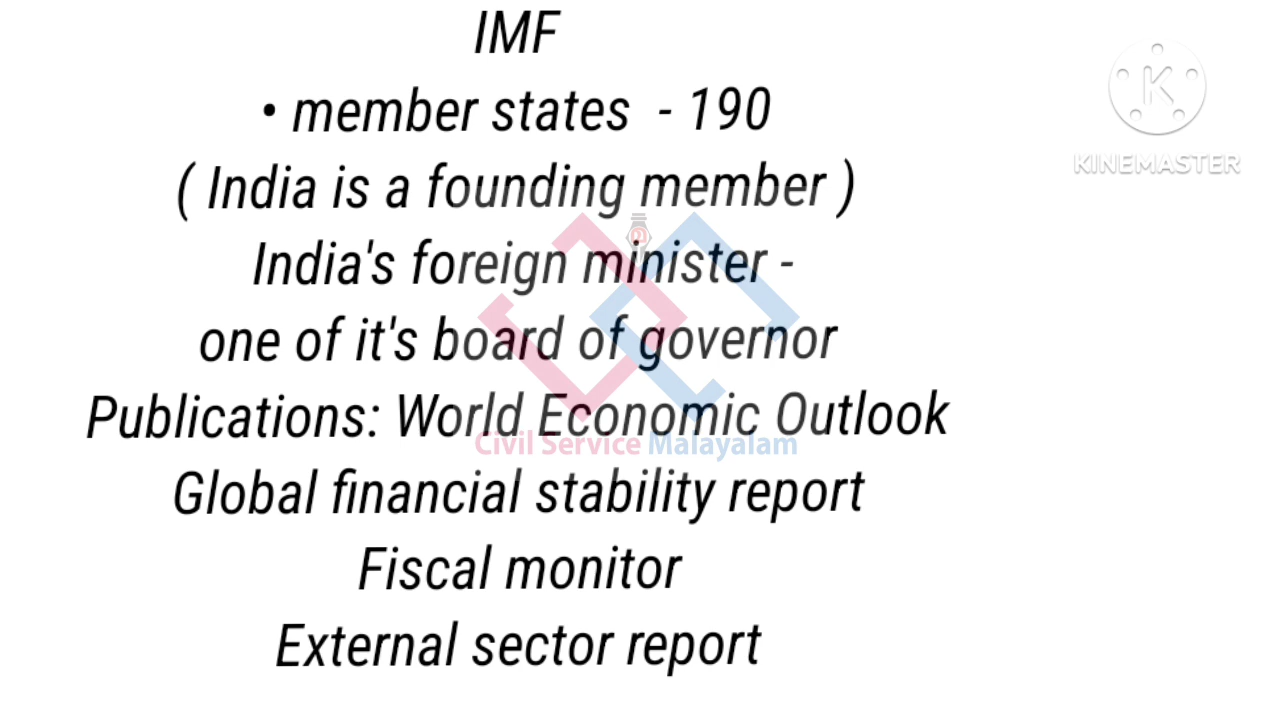 IMF
• member states - 190
( India is a founding member )
India's foreign minister -
one of it's board of governor
Publications: World Economic Outlook
Civil Service Malayalam
Global financial stability report
Fiscal monitor
External sector report
KINEMASTER